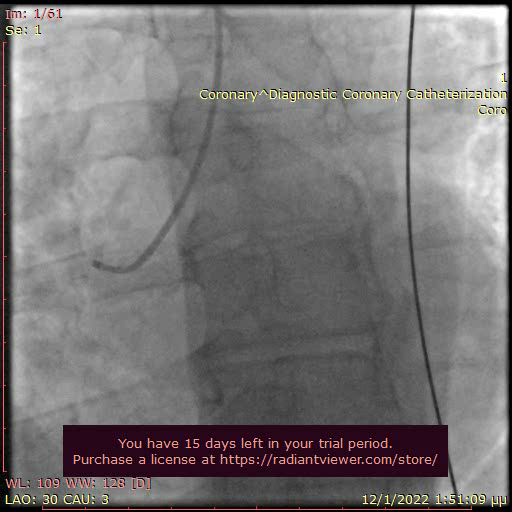 Im: 1/61
Se: 1
1
Coronary^Diagnostic Coronary Catheterization
Coro
You have 15 days left in your trial period.
Purchase a license at https://radiantviewer.com/store/
WL: 109 WW: 128 [D]
LAO: 30 CAU: 3
12/1/2022 1:51:09 μμ